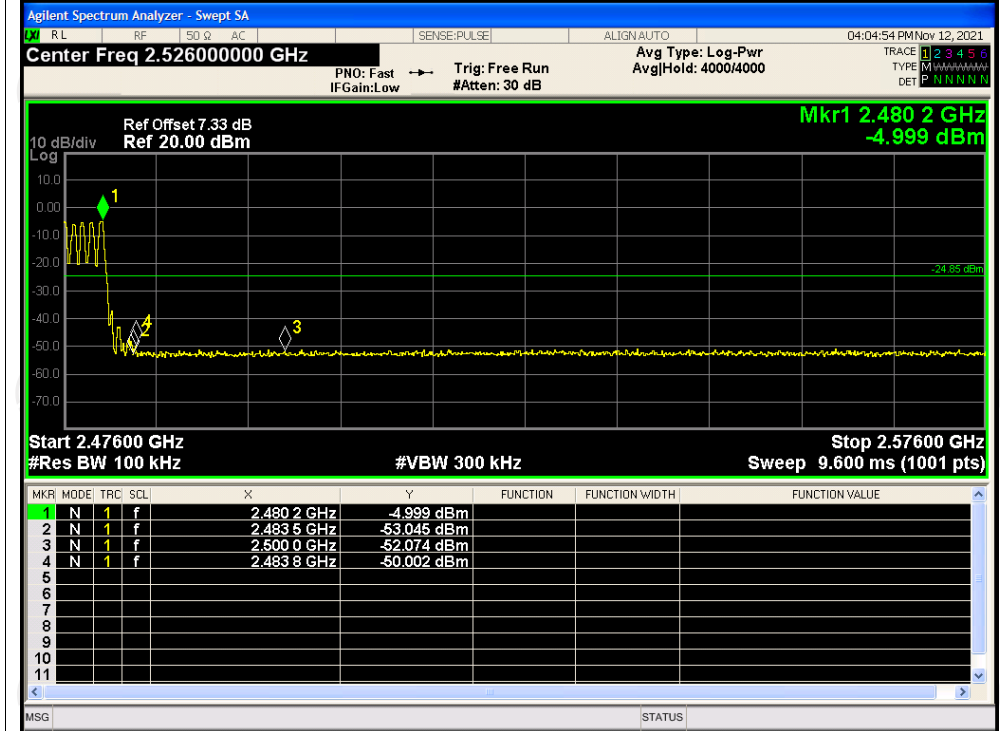 Agilent Spectrum Analyzer - Swept SA
LXI RL RF 50 Ω AC SENSE:PULSE ALIGNAUTO 04:04:54 PM Nov 12, 2021
Center Freq 2.526000000 GHz
PNO: Fast
IFGain:Low
Trig: Free Run
#Atten: 30 dB
Avg Type: Log-Pwr
Avg|Hold: 4000/4000
TRACE 1 2 3 4 5 6
TYPE M W W W W W
DET P N N N N N
Mkr1 2.480 2 GHz
-4.999 dBm
Ref Offset 7.33 dB
10 dB/div Ref 20.00 dBm
Log
10.0
0.00
-10.0
-20.0
-30.0
-40.0
-50.0
-60.0
-70.0
1
4
2
3
-24.85 dBm
Start 2.47600 GHz Stop 2.57600 GHz
#Res BW 100 kHz #VBW 300 kHz Sweep 9.600 ms (1001 pts)
MKR MODE TRC SCL X Y FUNCTION FUNCTION WIDTH FUNCTION VALUE
1 N 1 f 2.480 2 GHz -4.999 dBm
2 N 1 f 2.483 5 GHz -53.045 dBm
3 N 1 f 2.500 0 GHz -52.074 dBm
4 N 1 f 2.483 8 GHz -50.002 dBm
5
6
7
8
9
10
11
MSG STATUS